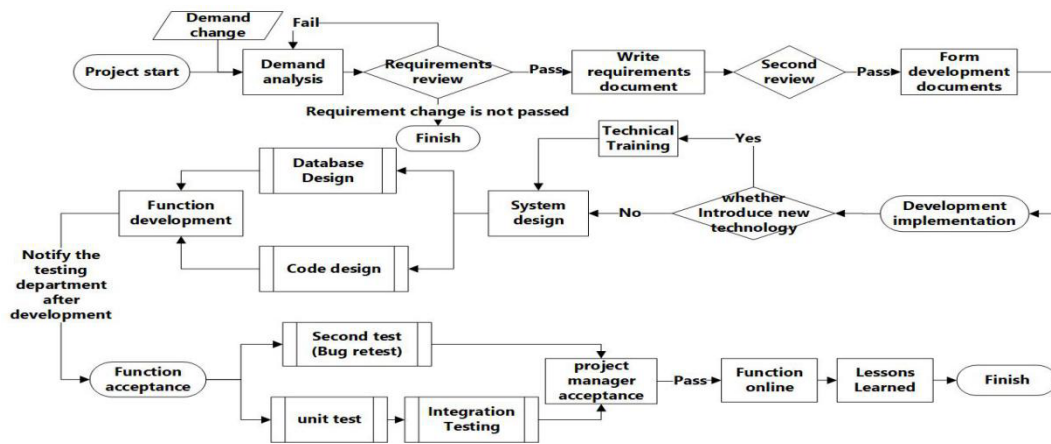 Demand
change
Fail
Project start
Demand
analysis
Requirements
review
Pass
Write
requirements
document
Second
review
Pass
Form
development
documents
Requirement change is not passed
Finish
Technical
Training
Yes
Database
Design
Function
development
System
design
No
whether
Introduce new
technology
Development
implementation
Code design
Notify the
testing
department
after
development
Second test
(Bug retest)
Function
acceptance
project
manager
acceptance
Pass
Function
online
Lessons
Learned
Finish
unit test
Integration
Testing